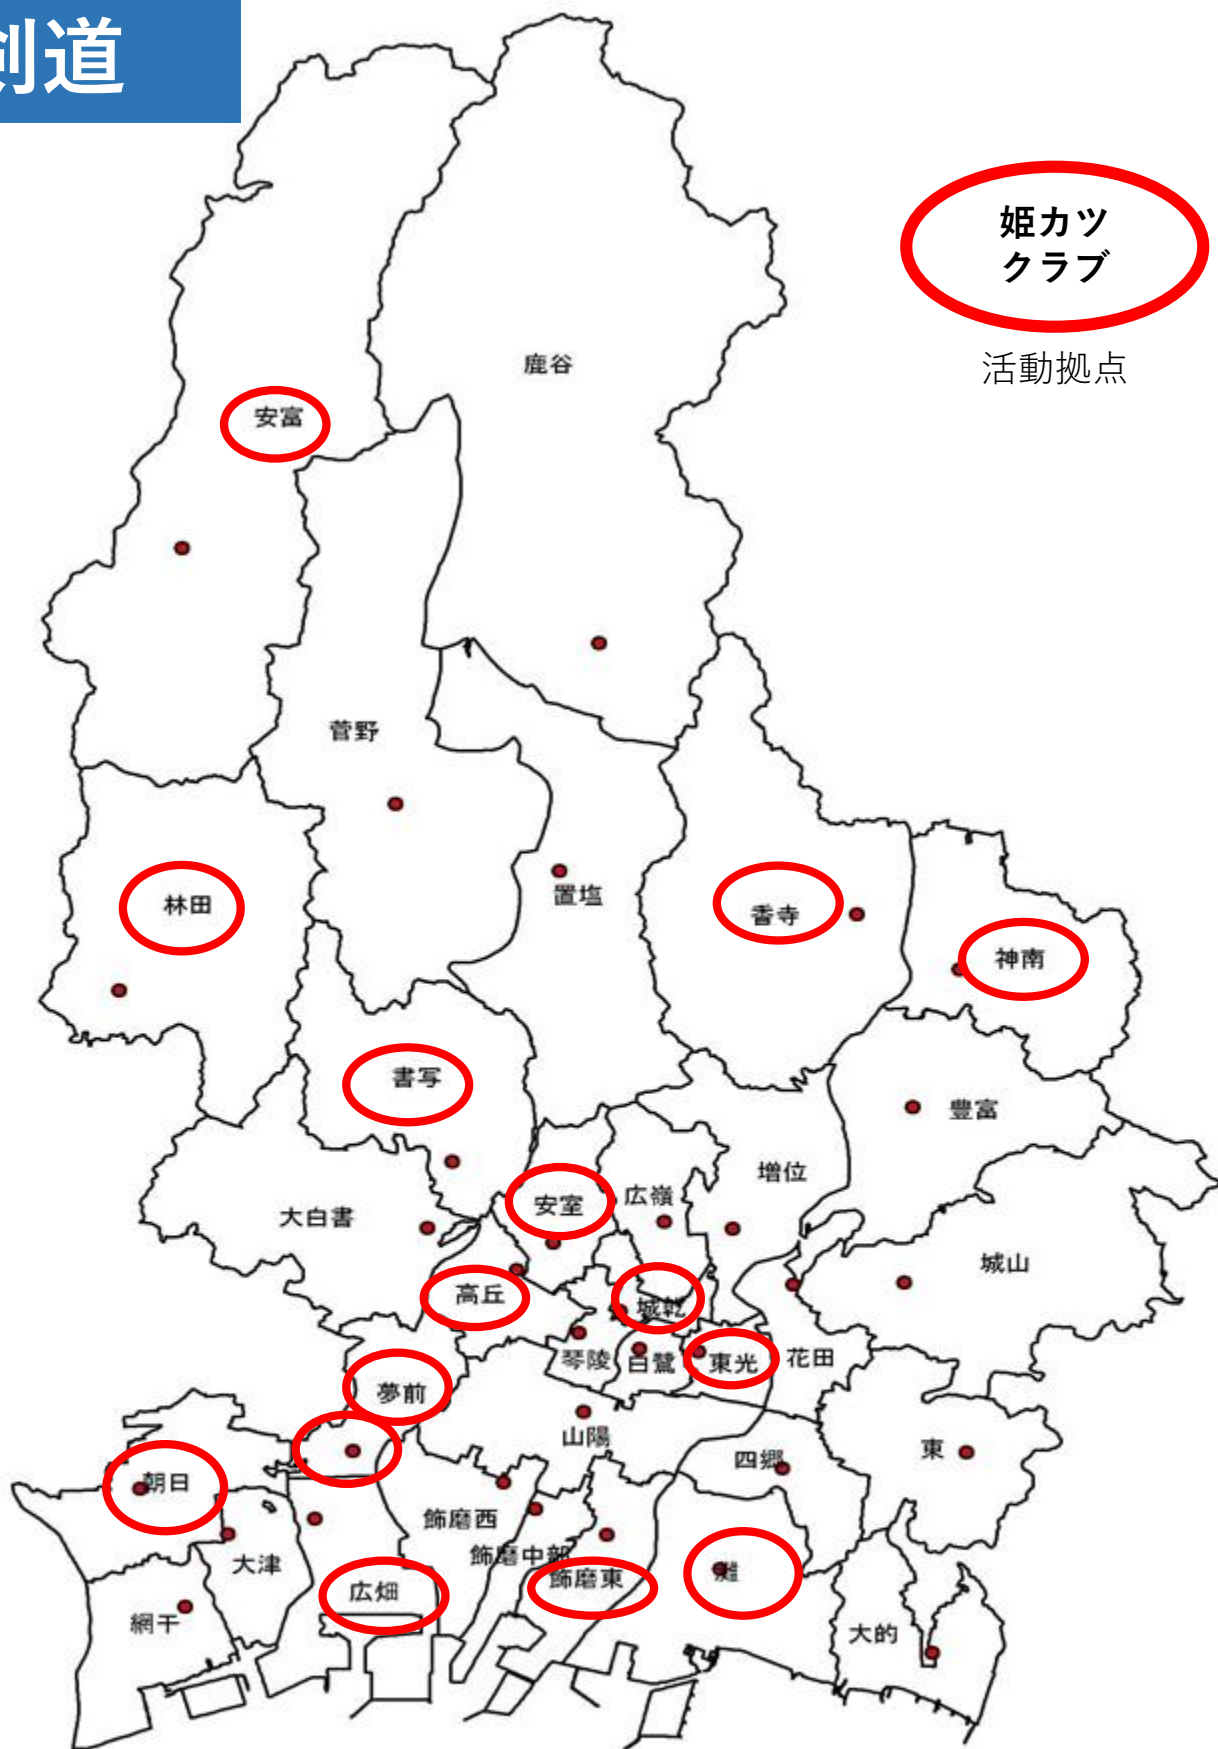 剣道
姫カツ
クラブ
活動拠点
鹿谷
安富
菅野
置塩
林田
香寺
神南
書写
豊富
増位
広嶺
安室
大白書
城山
高丘
城乾
琴陵
白鷺
東光
花田
夢前
山陽
四郷
東
朝日
飾磨西
飾磨中部
大津
飾磨東
灘
広畑
網干
大的